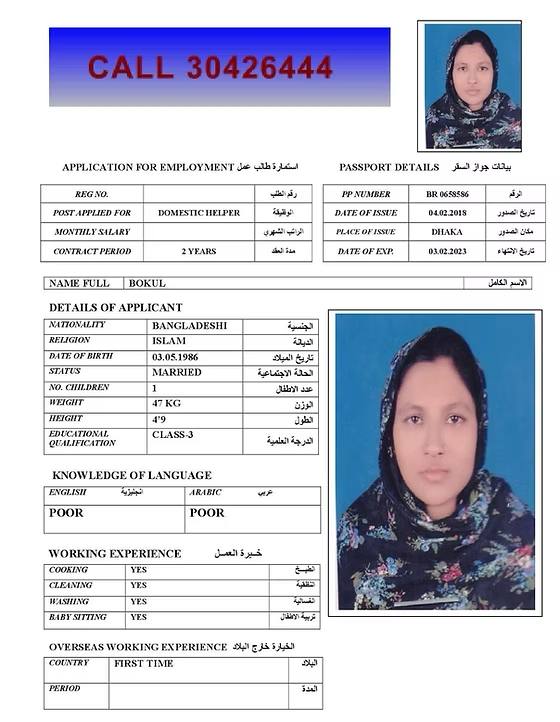 CALL 30426444
APPLICATION FOR EMPLOYMENT استمارة طالب عمل
PASSPORT DETAILS بيانات جواز السفر
REG NO. رقم الطلب
POST APPLIED FOR DOMESTIC HELPER الوظيفة
MONTHLY SALARY الراتب الشهري
CONTRACT PERIOD 2 YEARS مدة العقد
PP NUMBER BR 0658586 الرقم
DATE OF ISSUE 04.02.2018 تاريخ الصدور
PLACE OF ISSUE DHAKA مكان الصدور
DATE OF EXP. 03.02.2023 تاريخ الانتهاء
NAME FULL BOKUL الاسم الكامل
DETAILS OF APPLICANT
NATIONALITY BANGLADESHI الجنسية
RELIGION ISLAM الديانة
DATE OF BIRTH 03.05.1986 تاريخ الميلاد
STATUS MARRIED الحالة الاجتماعية
NO. CHILDREN 1 عدد الاطفال
WEIGHT 47 KG الوزن
HEIGHT 4'9 الطول
EDUCATIONAL QUALIFICATION CLASS-3 الدرجة العلمية
KNOWLEDGE OF LANGUAGE
ENGLISH انجليزية ARABIC عربي
POOR POOR
WORKING EXPERIENCE خبرة العمل
COOKING YES الطبخ
CLEANING YES
WASHING YES
BABY SITTING YES تربية الاطفال
OVERSEAS WORKING EXPERIENCE الخيارة خارج البلاد
COUNTRY FIRST TIME البلاد
PERIOD المدة